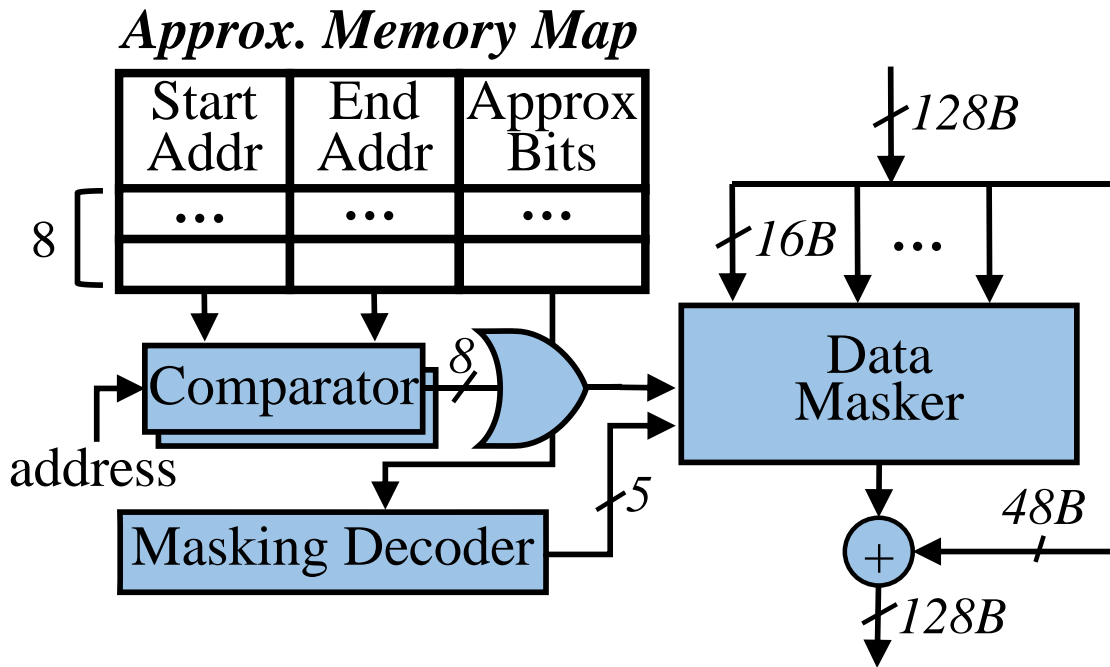 Approx. Memory Map
Start Addr
End Addr
Approx Bits
...
...
...
8
128B
16B
...
Comparator
8
address
Data Masker
Masking Decoder
5
48B
+
128B